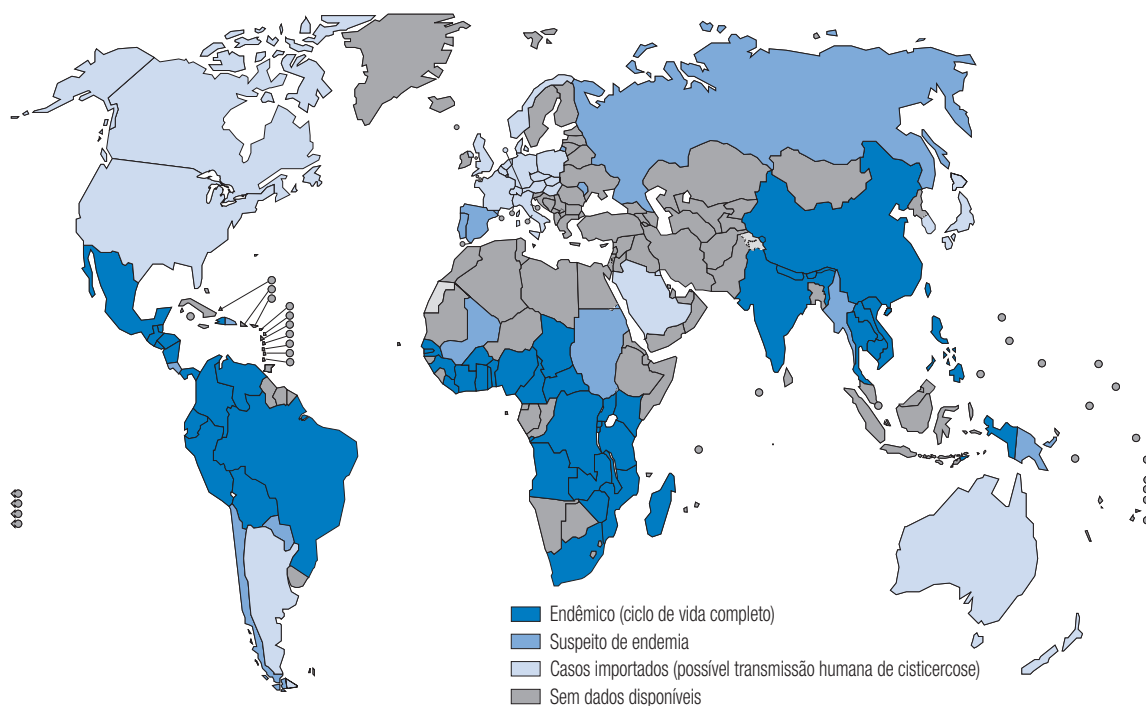 Endêmico (ciclo de vida completo)
Suspeito de endemia
Casos importados (possível transmissão humana de cisticercose)
Sem dados disponíveis